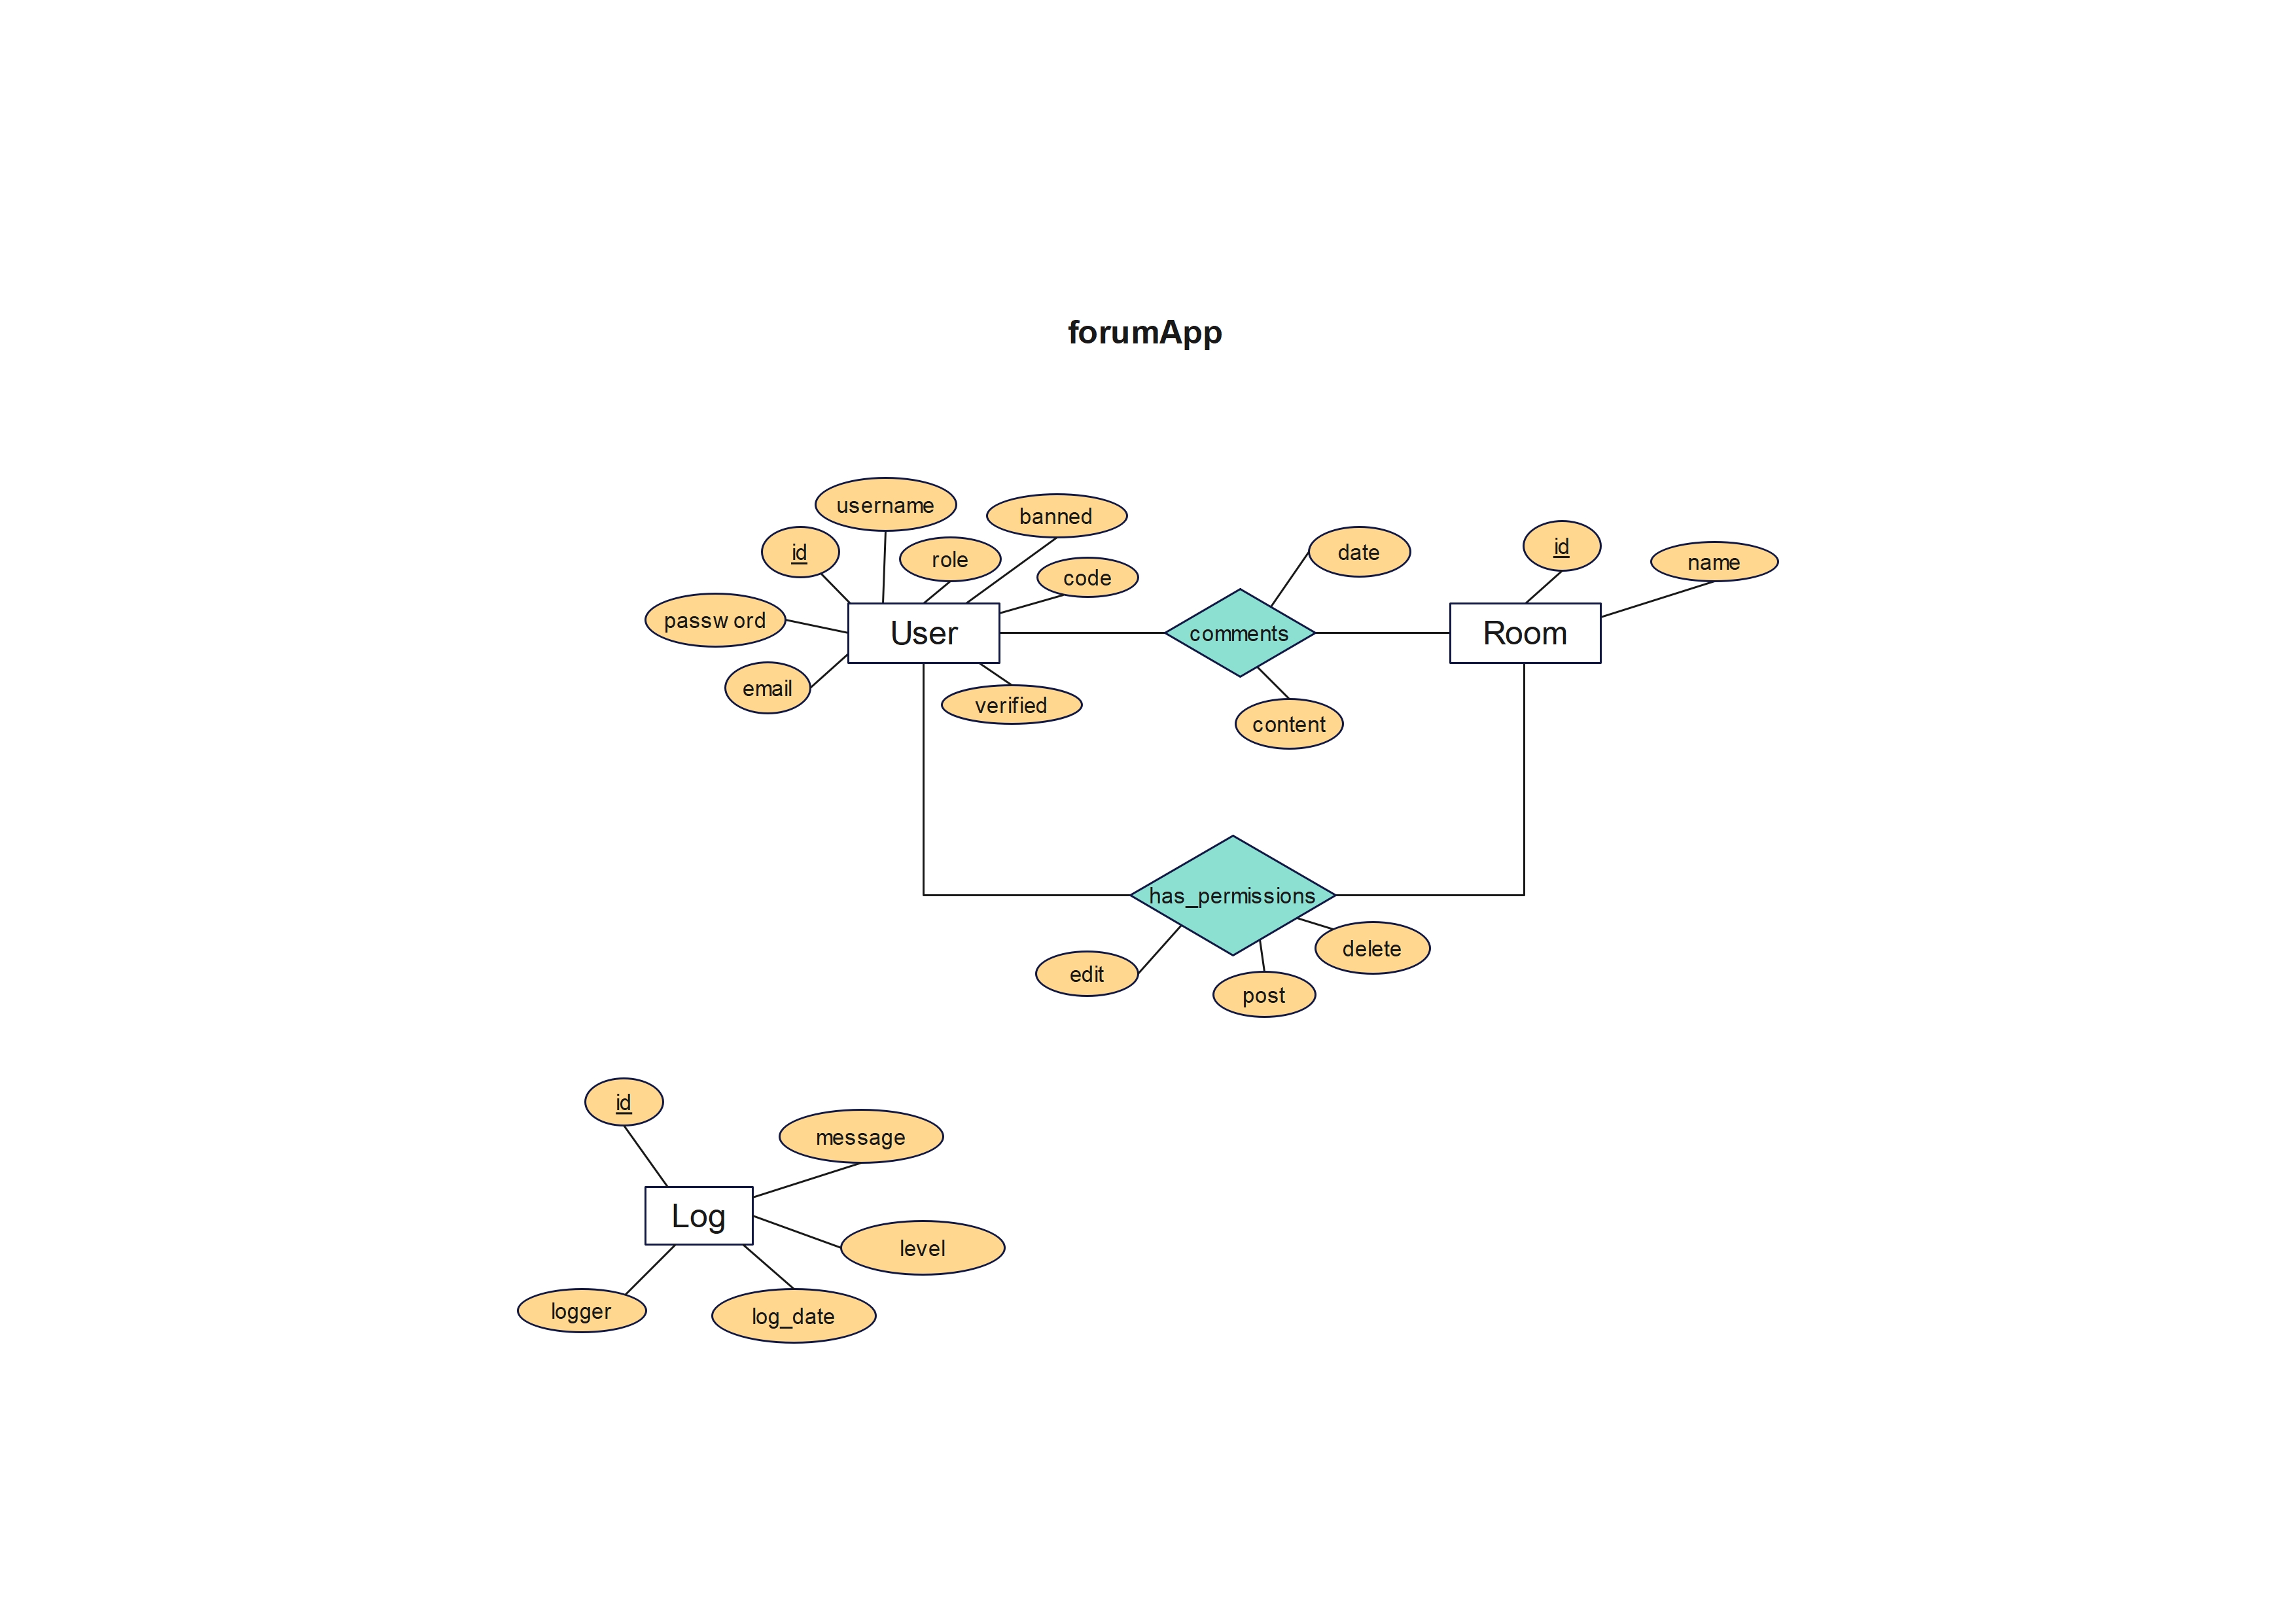 forumApp
username
banned
id
role
code
date
id
name
passw ord
User
comments
Room
email
verified
content
has_permissions
edit
post
delete
id
message
Log
level
logger
log_date